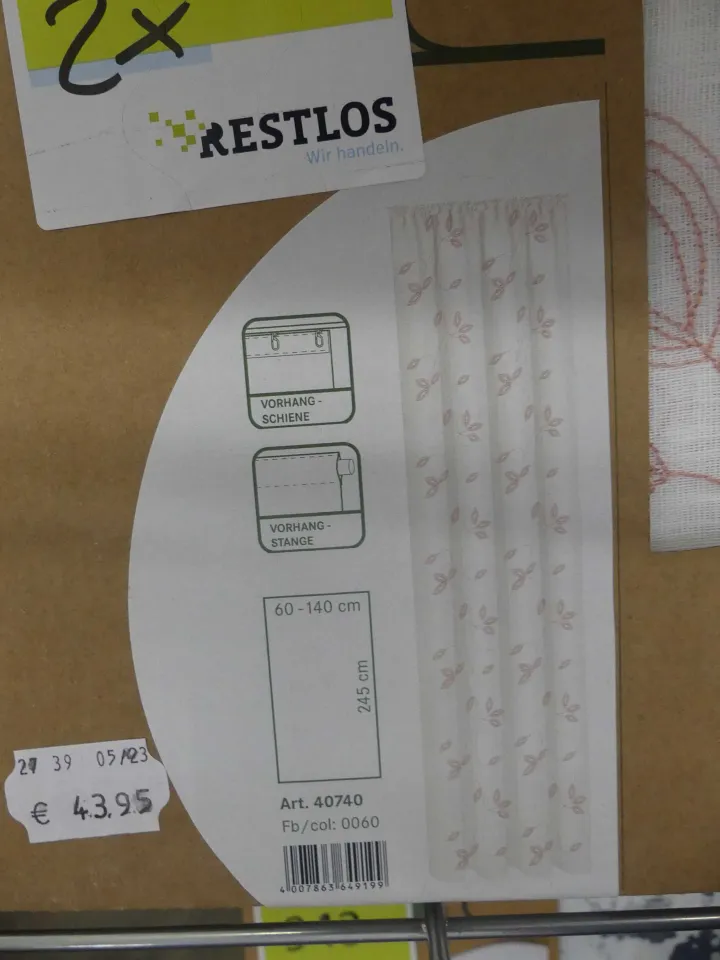 2x
RESTLOS
Wir handeln.
VORHANG-
SCHIENE
VORHANG-
STANGE
60-140 cm
245 cm
Art. 40740
Fb/col: 0060
4 007863 649199
27 39 05/23
€ 43.95